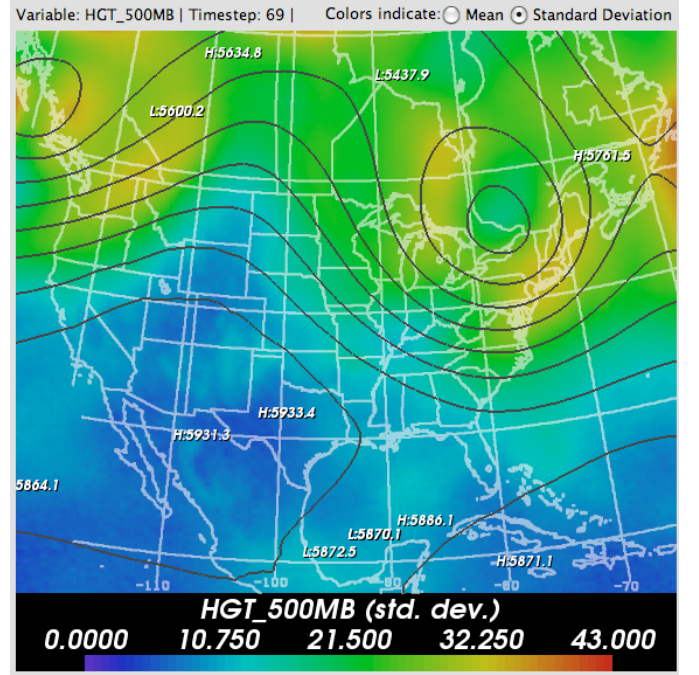 Variable: HGT_500MB | Timestep: 69 | Colors indicate: Mean Standard Deviation
H:5634.8
L:5437.9
L:5600.2
H:5761.5
H:5933.4
H:5931.3
5864.1
H:5886.1
L:5870.1
L:5872.5
H:5871.1
-110 -100 -90 -80 -70
HGT_500MB (std. dev.)
0.0000 10.750 21.500 32.250 43.000